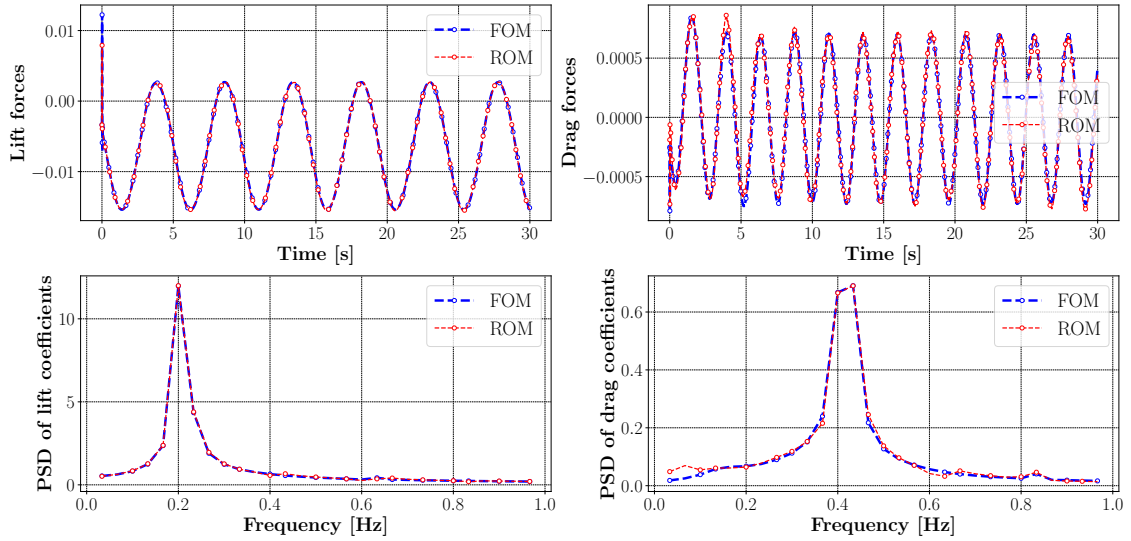 Lift forces
0.01
0.00
−0.01
FOM
ROM
0 5 10 15 20 25 30
Time [s]
Drag forces
0.0005
0.0000
−0.0005
FOM
ROM
0 5 10 15 20 25 30
Time [s]
PSD of lift coefficients
10
5
0
FOM
ROM
0.0 0.2 0.4 0.6 0.8 1.0
Frequency [Hz]
PSD of drag coefficients
0.6
0.4
0.2
0.0
FOM
ROM
0.0 0.2 0.4 0.6 0.8 1.0
Frequency [Hz]